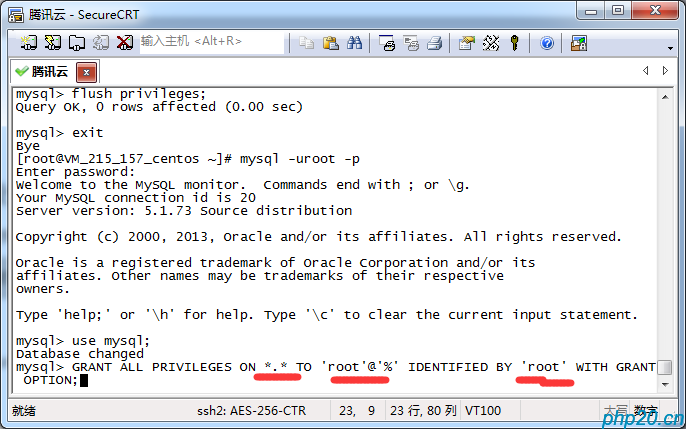 腾讯云 - SecureCRT
输入主机 <Alt+R>
腾讯云
mysql> flush privileges;
Query OK, 0 rows affected (0.00 sec)
mysql> exit
Bye
[root@VM_215_157_centos ~]# mysql -uroot -p
Enter password:
Welcome to the MySQL monitor.  Commands end with ; or \g.
Your MySQL connection id is 20
Server version: 5.1.73 Source distribution
Copyright (c) 2000, 2013, Oracle and/or its affiliates. All rights reserved.
Oracle is a registered trademark of Oracle Corporation and/or its
affiliates. Other names may be trademarks of their respective
owners.
Type 'help;' or '\h' for help. Type '\c' to clear the current input statement.
mysql> use mysql;
Database changed
mysql> GRANT ALL PRIVILEGES ON *.* TO 'root'@'%' IDENTIFIED BY 'root' WITH GRANT
 OPTION;
就绪 ssh2: AES-256-CTR 23, 9 23 行, 80 列 VT100 大写 数字
php20.cn